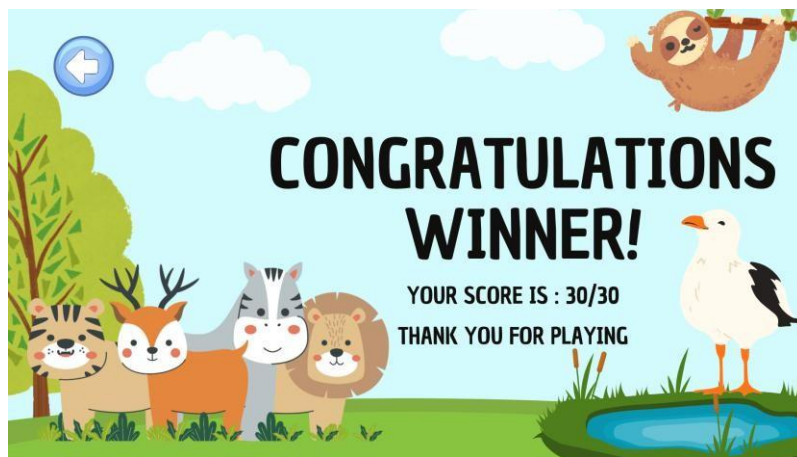 CONGRATULATIONS
WINNER!
YOUR SCORE IS : 30/30
THANK YOU FOR PLAYING